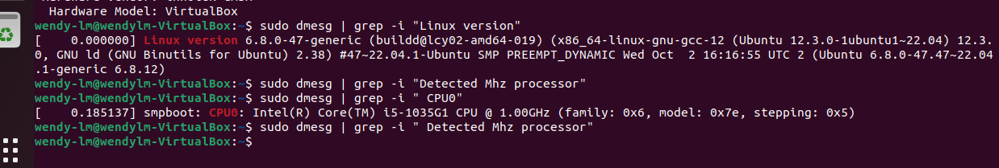 Hardware Model: VirtualBox
wendy-lm@wendylm-VirtualBox:~$ sudo dmesg | grep -i "Linux version"
[    0.000000] Linux version 6.8.0-47-generic (buildd@lcy02-amd64-019) (x86_64-linux-gnu-gcc-12 (Ubuntu 12.3.0-1ubuntu1~22.04) 12.3.
0, GNU ld (GNU Binutils for Ubuntu) 2.38) #47~22.04.1-Ubuntu SMP PREEMPT_DYNAMIC Wed Oct  2 16:16:55 UTC 2 (Ubuntu 6.8.0-47.47~22.04
.1-generic 6.8.12)
wendy-lm@wendylm-VirtualBox:~$ sudo dmesg | grep -i "Detected Mhz processor"
wendy-lm@wendylm-VirtualBox:~$ sudo dmesg | grep -i " CPU0"
[    0.185137] smpboot: CPU0: Intel(R) Core(TM) i5-1035G1 CPU @ 1.00GHz (family: 0x6, model: 0x7e, stepping: 0x5)
wendy-lm@wendylm-VirtualBox:~$ sudo dmesg | grep -i " Detected Mhz processor"
wendy-lm@wendylm-VirtualBox:~$